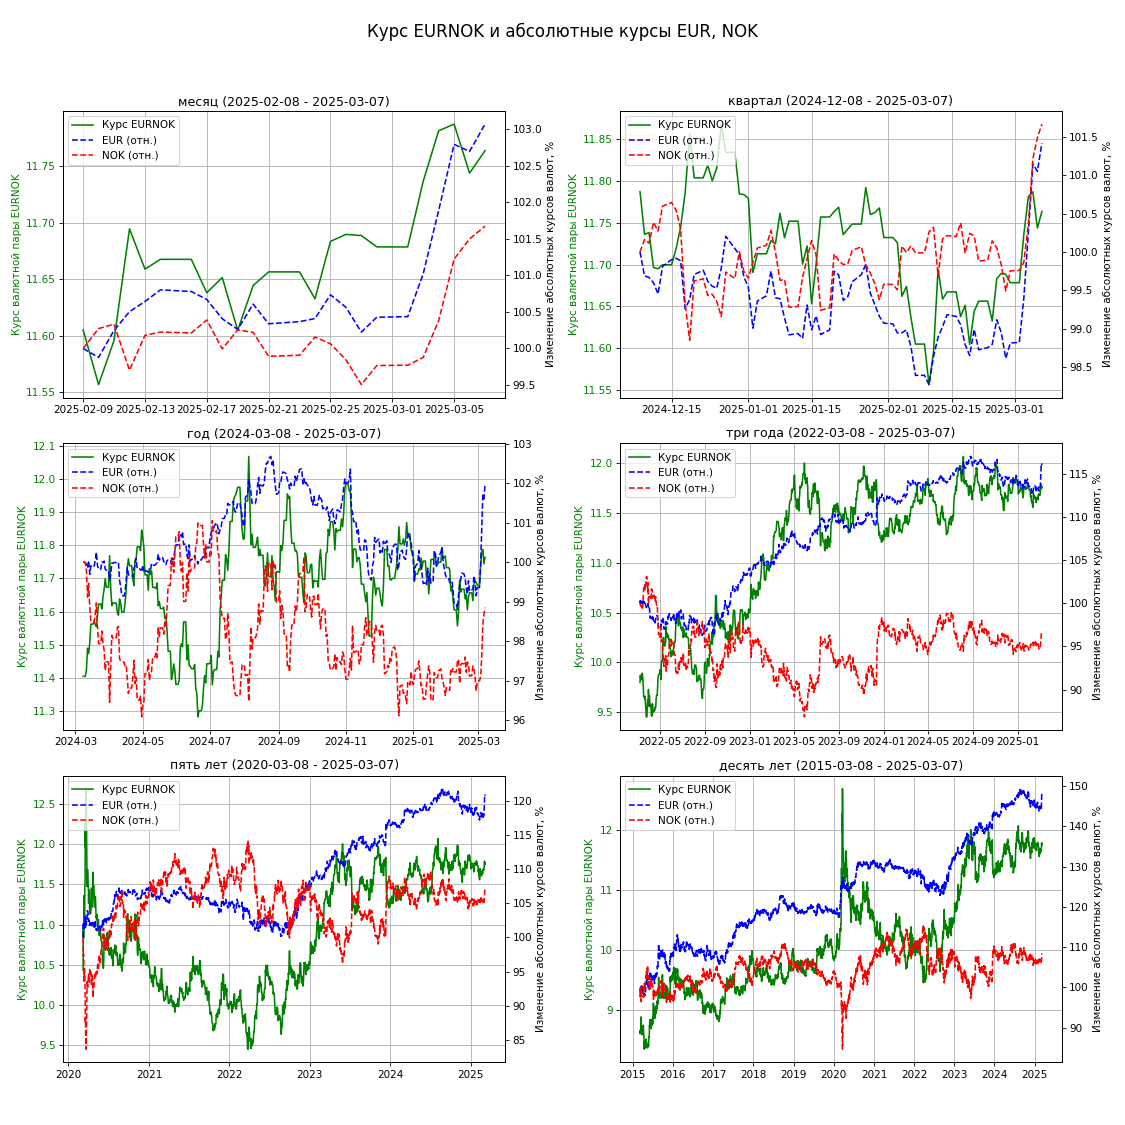 Курс EURNOK и абсолютные курсы EUR, NOK
месяц (2025-02-08 - 2025-03-07)
Курс EURNOK
EUR (отн.)
NOK (отн.)
Курс валютной пары EURNOK
11.75
11.70
11.65
11.60
11.55
103.0
102.5
102.0
101.5
101.0
100.5
100.0
99.5
Изменение абсолютных курсов валют, %
2025-02-09 2025-02-13 2025-02-17 2025-02-21 2025-02-25 2025-03-01 2025-03-05
квартал (2024-12-08 - 2025-03-07)
Курс EURNOK
EUR (отн.)
NOK (отн.)
Курс валютной пары EURNOK
11.85
11.80
11.75
11.70
11.65
11.60
11.55
101.5
101.0
100.5
100.0
99.5
99.0
98.5
Изменение абсолютных курсов валют, %
2024-12-15 2025-01-01 2025-01-15 2025-02-01 2025-02-15 2025-03-01
год (2024-03-08 - 2025-03-07)
Курс EURNOK
EUR (отн.)
NOK (отн.)
Курс валютной пары EURNOK
12.1
12.0
11.9
11.8
11.7
11.6
11.5
11.4
11.3
103
102
101
100
99
98
97
96
Изменение абсолютных курсов валют, %
2024-03 2024-05 2024-07 2024-09 2024-11 2025-01 2025-03
три года (2022-03-08 - 2025-03-07)
Курс EURNOK
EUR (отн.)
NOK (отн.)
Курс валютной пары EURNOK
12.0
11.5
11.0
10.5
10.0
9.5
115
110
105
100
95
90
Изменение абсолютных курсов валют, %
2022-05 2022-09 2023-01 2023-05 2023-09 2024-01 2024-05 2024-09 2025-01
пять лет (2020-03-08 - 2025-03-07)
Курс EURNOK
EUR (отн.)
NOK (отн.)
Курс валютной пары EURNOK
12.5
12.0
11.5
11.0
10.5
10.0
9.5
120
115
110
105
100
95
90
85
Изменение абсолютных курсов валют, %
2020 2021 2022 2023 2024 2025
десять лет (2015-03-08 - 2025-03-07)
Курс EURNOK
EUR (отн.)
NOK (отн.)
Курс валютной пары EURNOK
12
11
10
9
150
140
130
120
110
100
90
Изменение абсолютных курсов валют, %
2015 2016 2017 2018 2019 2020 2021 2022 2023 2024 2025